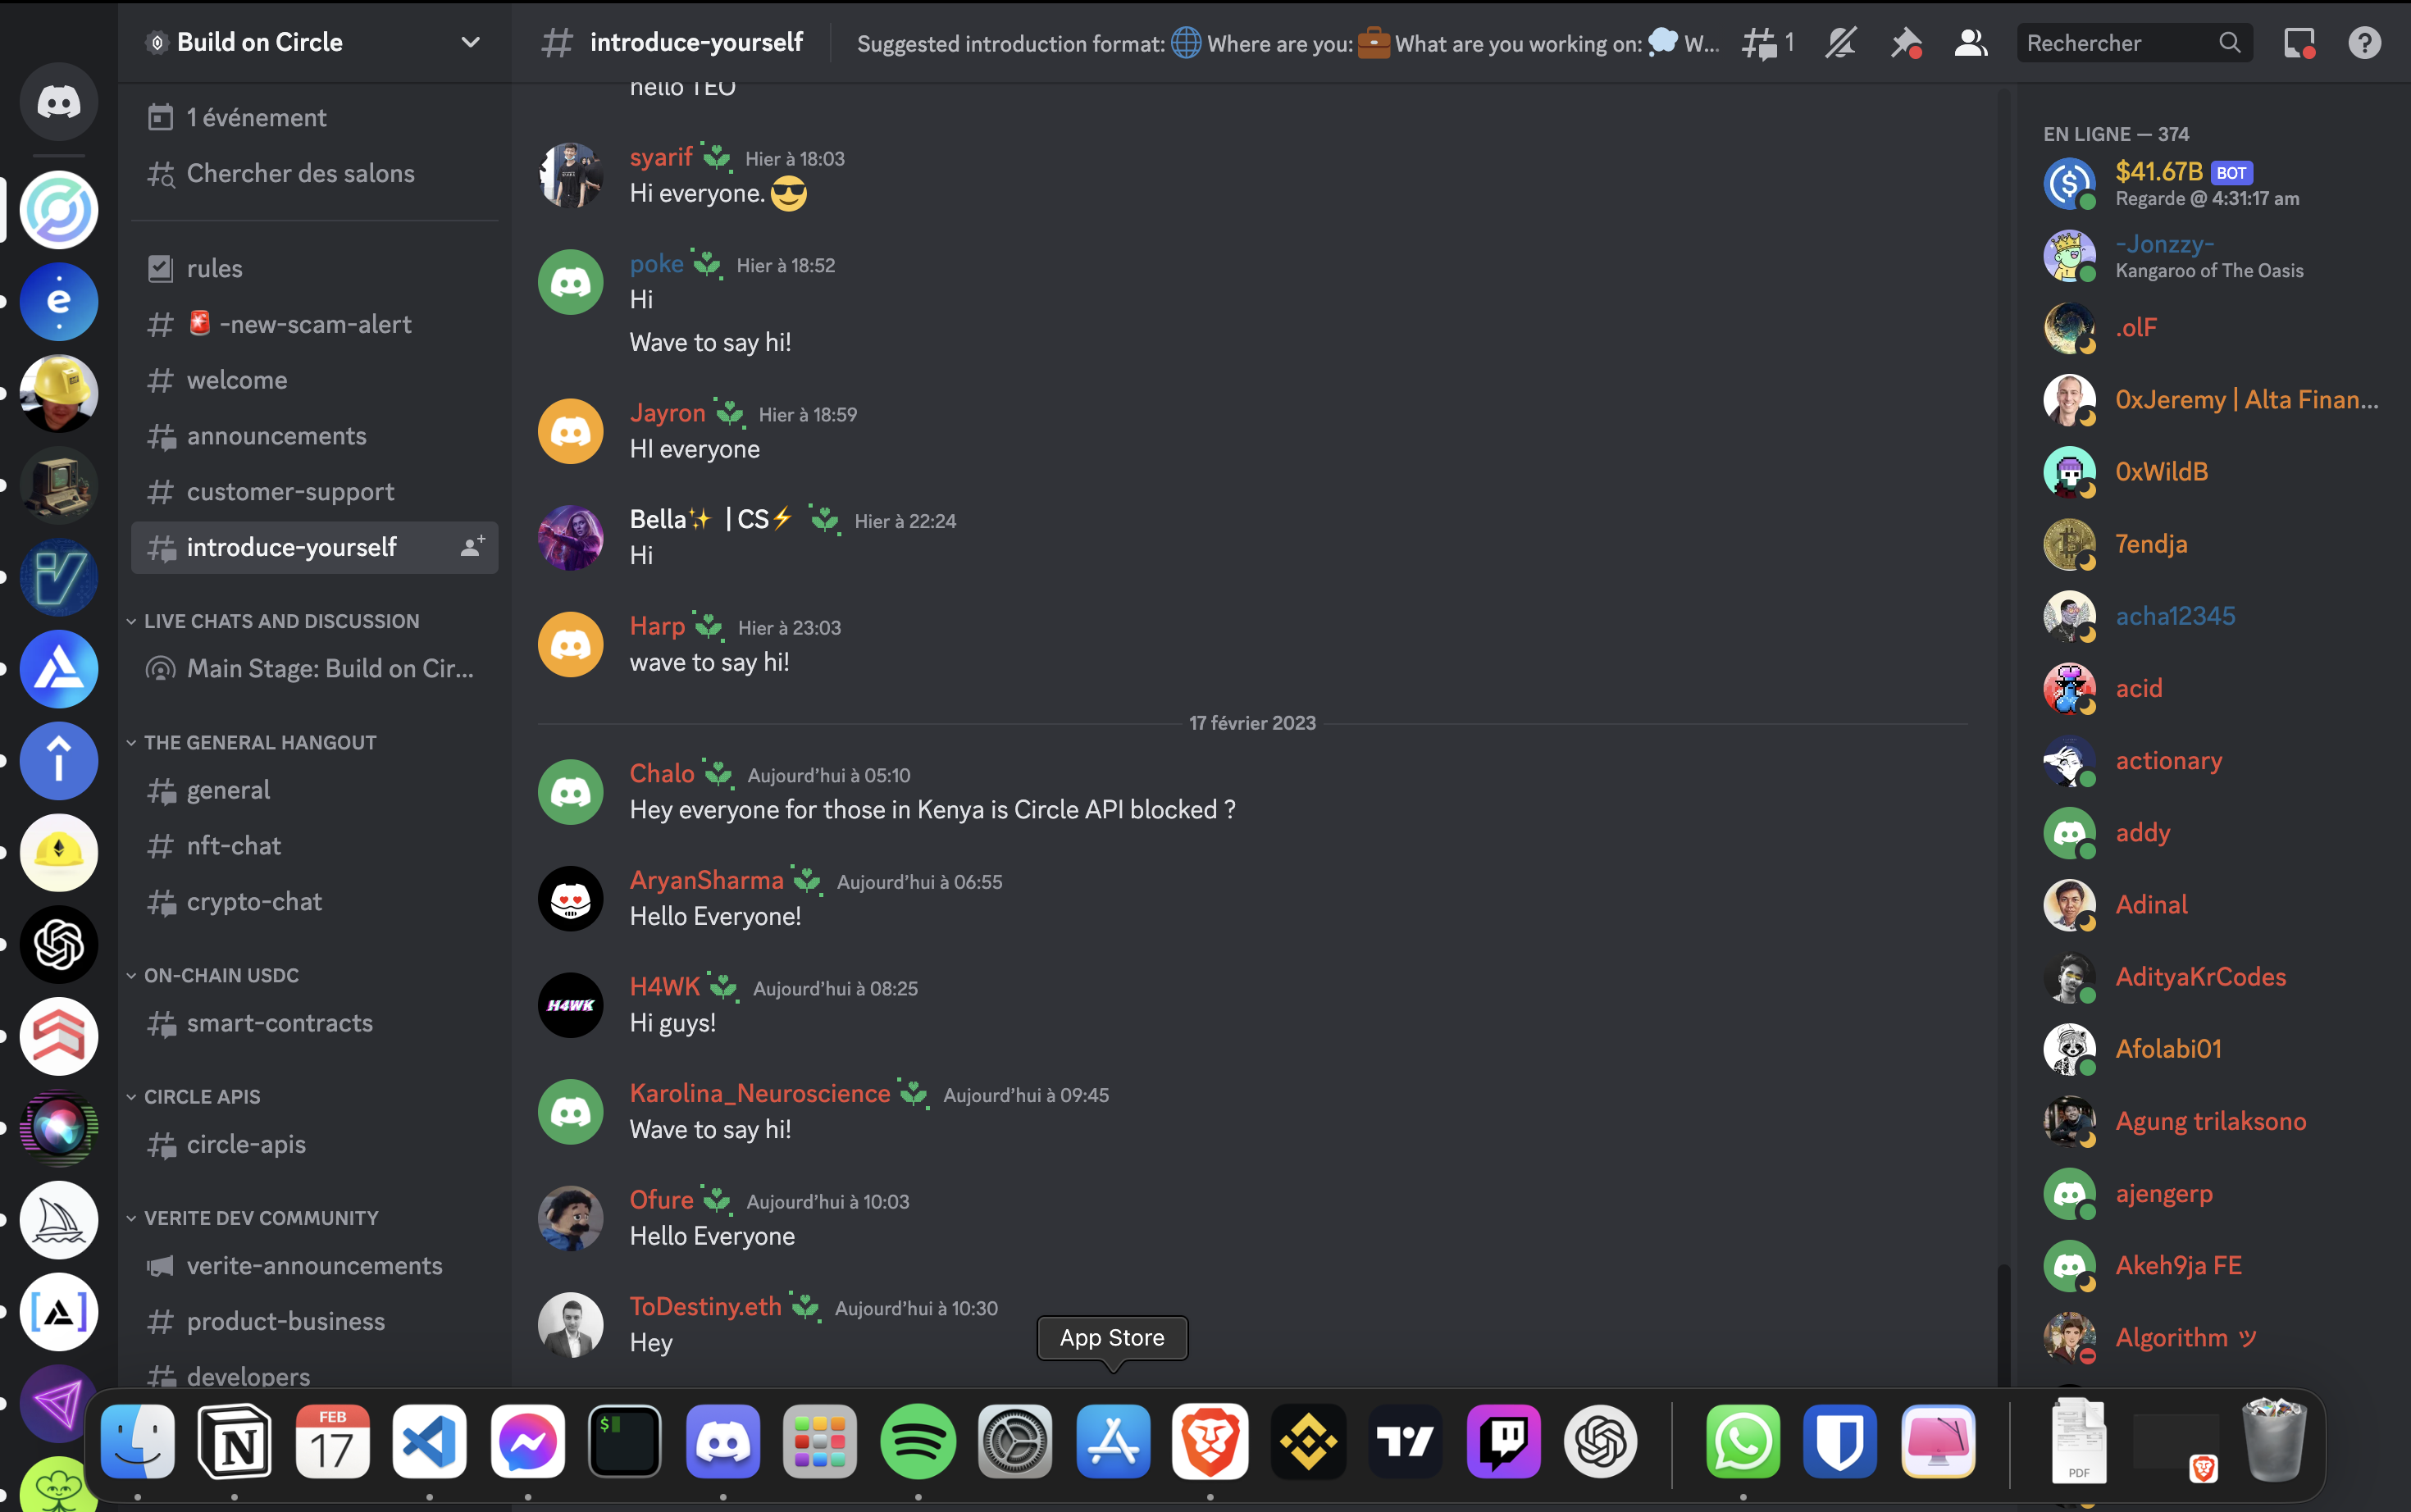 Build on Circle
1 événement
Chercher des salons
rules
-new-scam-alert
welcome
announcements
customer-support
introduce-yourself
LIVE CHATS AND DISCUSSION
Main Stage: Build on Cir...
THE GENERAL HANGOUT
general
nft-chat
crypto-chat
ON-CHAIN USDC
smart-contracts
CIRCLE APIS
circle-apis
VERITE DEV COMMUNITY
verite-announcements
product-business
developers
introduce-yourself
Suggested introduction format: 🌐 Where are you: 💼 What are you working on: 💭 W...
1
Rechercher
hello TEO
syarif Hier à 18:03
Hi everyone. 😎
poke Hier à 18:52
Hi
Wave to say hi!
Jayron Hier à 18:59
HI everyone
Bella✨ | CS⚡ Hier à 22:24
Hi
Harp Hier à 23:03
wave to say hi!
17 février 2023
Chalo Aujourd'hui à 05:10
Hey everyone for those in Kenya is Circle API blocked ?
AryanSharma Aujourd'hui à 06:55
Hello Everyone!
H4WK
H4WK Aujourd'hui à 08:25
Hi guys!
Karolina_Neuroscience Aujourd'hui à 09:45
Wave to say hi!
Ofure Aujourd'hui à 10:03
Hello Everyone
ToDestiny.eth Aujourd'hui à 10:30
Hey
App Store
EN LIGNE — 374
$41.67B BOT
Regarde @ 4:31:17 am
-Jonzzy-
Kangaroo of The Oasis
.olF
0xJeremy | Alta Finan...
0xWildB
7endja
acha12345
acid
actionary
addy
Adinal
AdityaKrCodes
Afolabi01
Agung trilaksono
ajengerp
Akeh9ja FE
Algorithm ツ
FEB
17
PDF